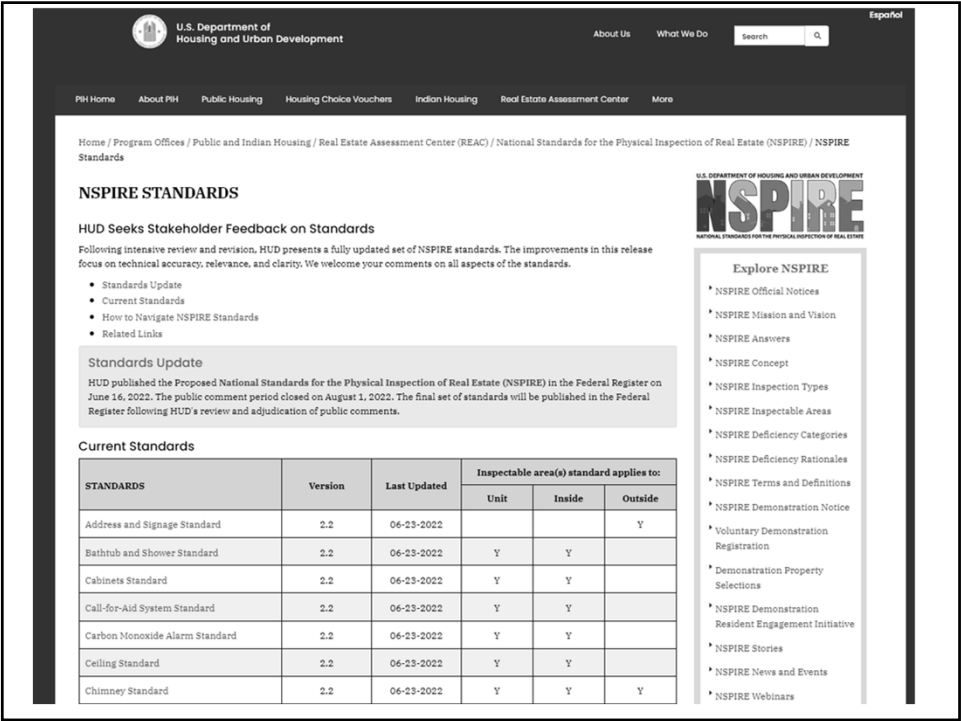 Español
U.S. Department of
Housing and Urban Development
About Us What We Do Search
PIH Home About PIH Public Housing Housing Choice Vouchers Indian Housing Real Estate Assessment Center More
Home / Program Offices / Public and Indian Housing / Real Estate Assessment Center (REAC) / National Standards for the Physical Inspection of Real Estate (NSPIRE) / NSPIRE
Standards
NSPIRE STANDARDS
HUD Seeks Stakeholder Feedback on Standards
Following intensive review and revision, HUD presents a fully updated set of NSPIRE standards. The improvements in this release
focus on technical accuracy, relevance, and clarity. We welcome your comments on all aspects of the standards.
Standards Update
Current Standards
How to Navigate NSPIRE Standards
Related Links
Standards Update
HUD published the Proposed National Standards for the Physical Inspection of Real Estate (NSPIRE) in the Federal Register on
June 16, 2022. The public comment period closed on August 1, 2022. The final set of standards will be published in the Federal
Register following HUD's review and adjudication of public comments.
Current Standards
STANDARDS Version Last Updated Inspectable area(s) standard applies to:
Unit Inside Outside
Address and Signage Standard 2.2 06-23-2022 Y
Bathtub and Shower Standard 2.2 06-23-2022 Y Y
Cabinets Standard 2.2 06-23-2022 Y Y
Call-for-Aid System Standard 2.2 06-23-2022 Y Y
Carbon Monoxide Alarm Standard 2.2 06-23-2022 Y Y
Ceiling Standard 2.2 06-23-2022 Y Y
Chimney Standard 2.2 06-23-2022 Y Y Y
U.S. DEPARTMENT OF HOUSING AND URBAN DEVELOPMENT
NSPIRE
NATIONAL STANDARDS FOR THE PHYSICAL INSPECTION OF REAL ESTATE
Explore NSPIRE
NSPIRE Official Notices
NSPIRE Mission and Vision
NSPIRE Answers
NSPIRE Concept
NSPIRE Inspection Types
NSPIRE Inspectable Areas
NSPIRE Deficiency Categories
NSPIRE Deficiency Rationales
NSPIRE Terms and Definitions
NSPIRE Demonstration Notice
Voluntary Demonstration
Registration
Demonstration Property
Selections
NSPIRE Demonstration
Resident Engagement Initiative
NSPIRE Stories
NSPIRE News and Events
NSPIRE Webinars